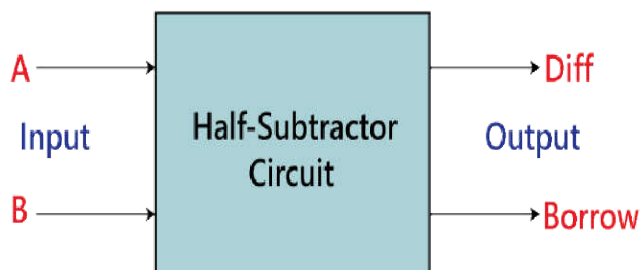 A
Diff
Input
Half-Subtractor
Circuit
Output
B
Borrow